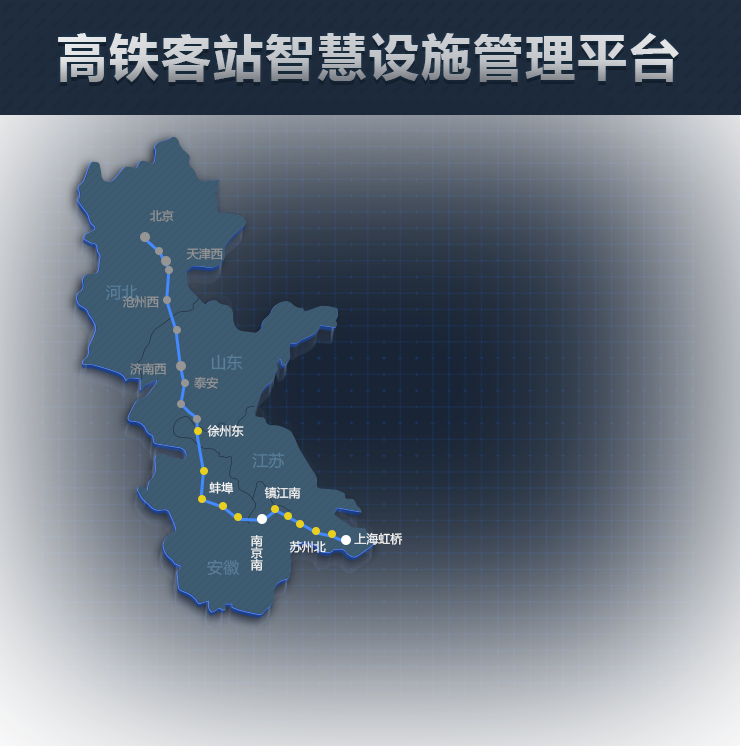 高铁客站智慧设施管理平台
北京
天津西
河北
沧州西
山东
济南西
泰安
徐州东
江苏
蚌埠
镇江南
南京南
上海虹桥
苏州北
安徽